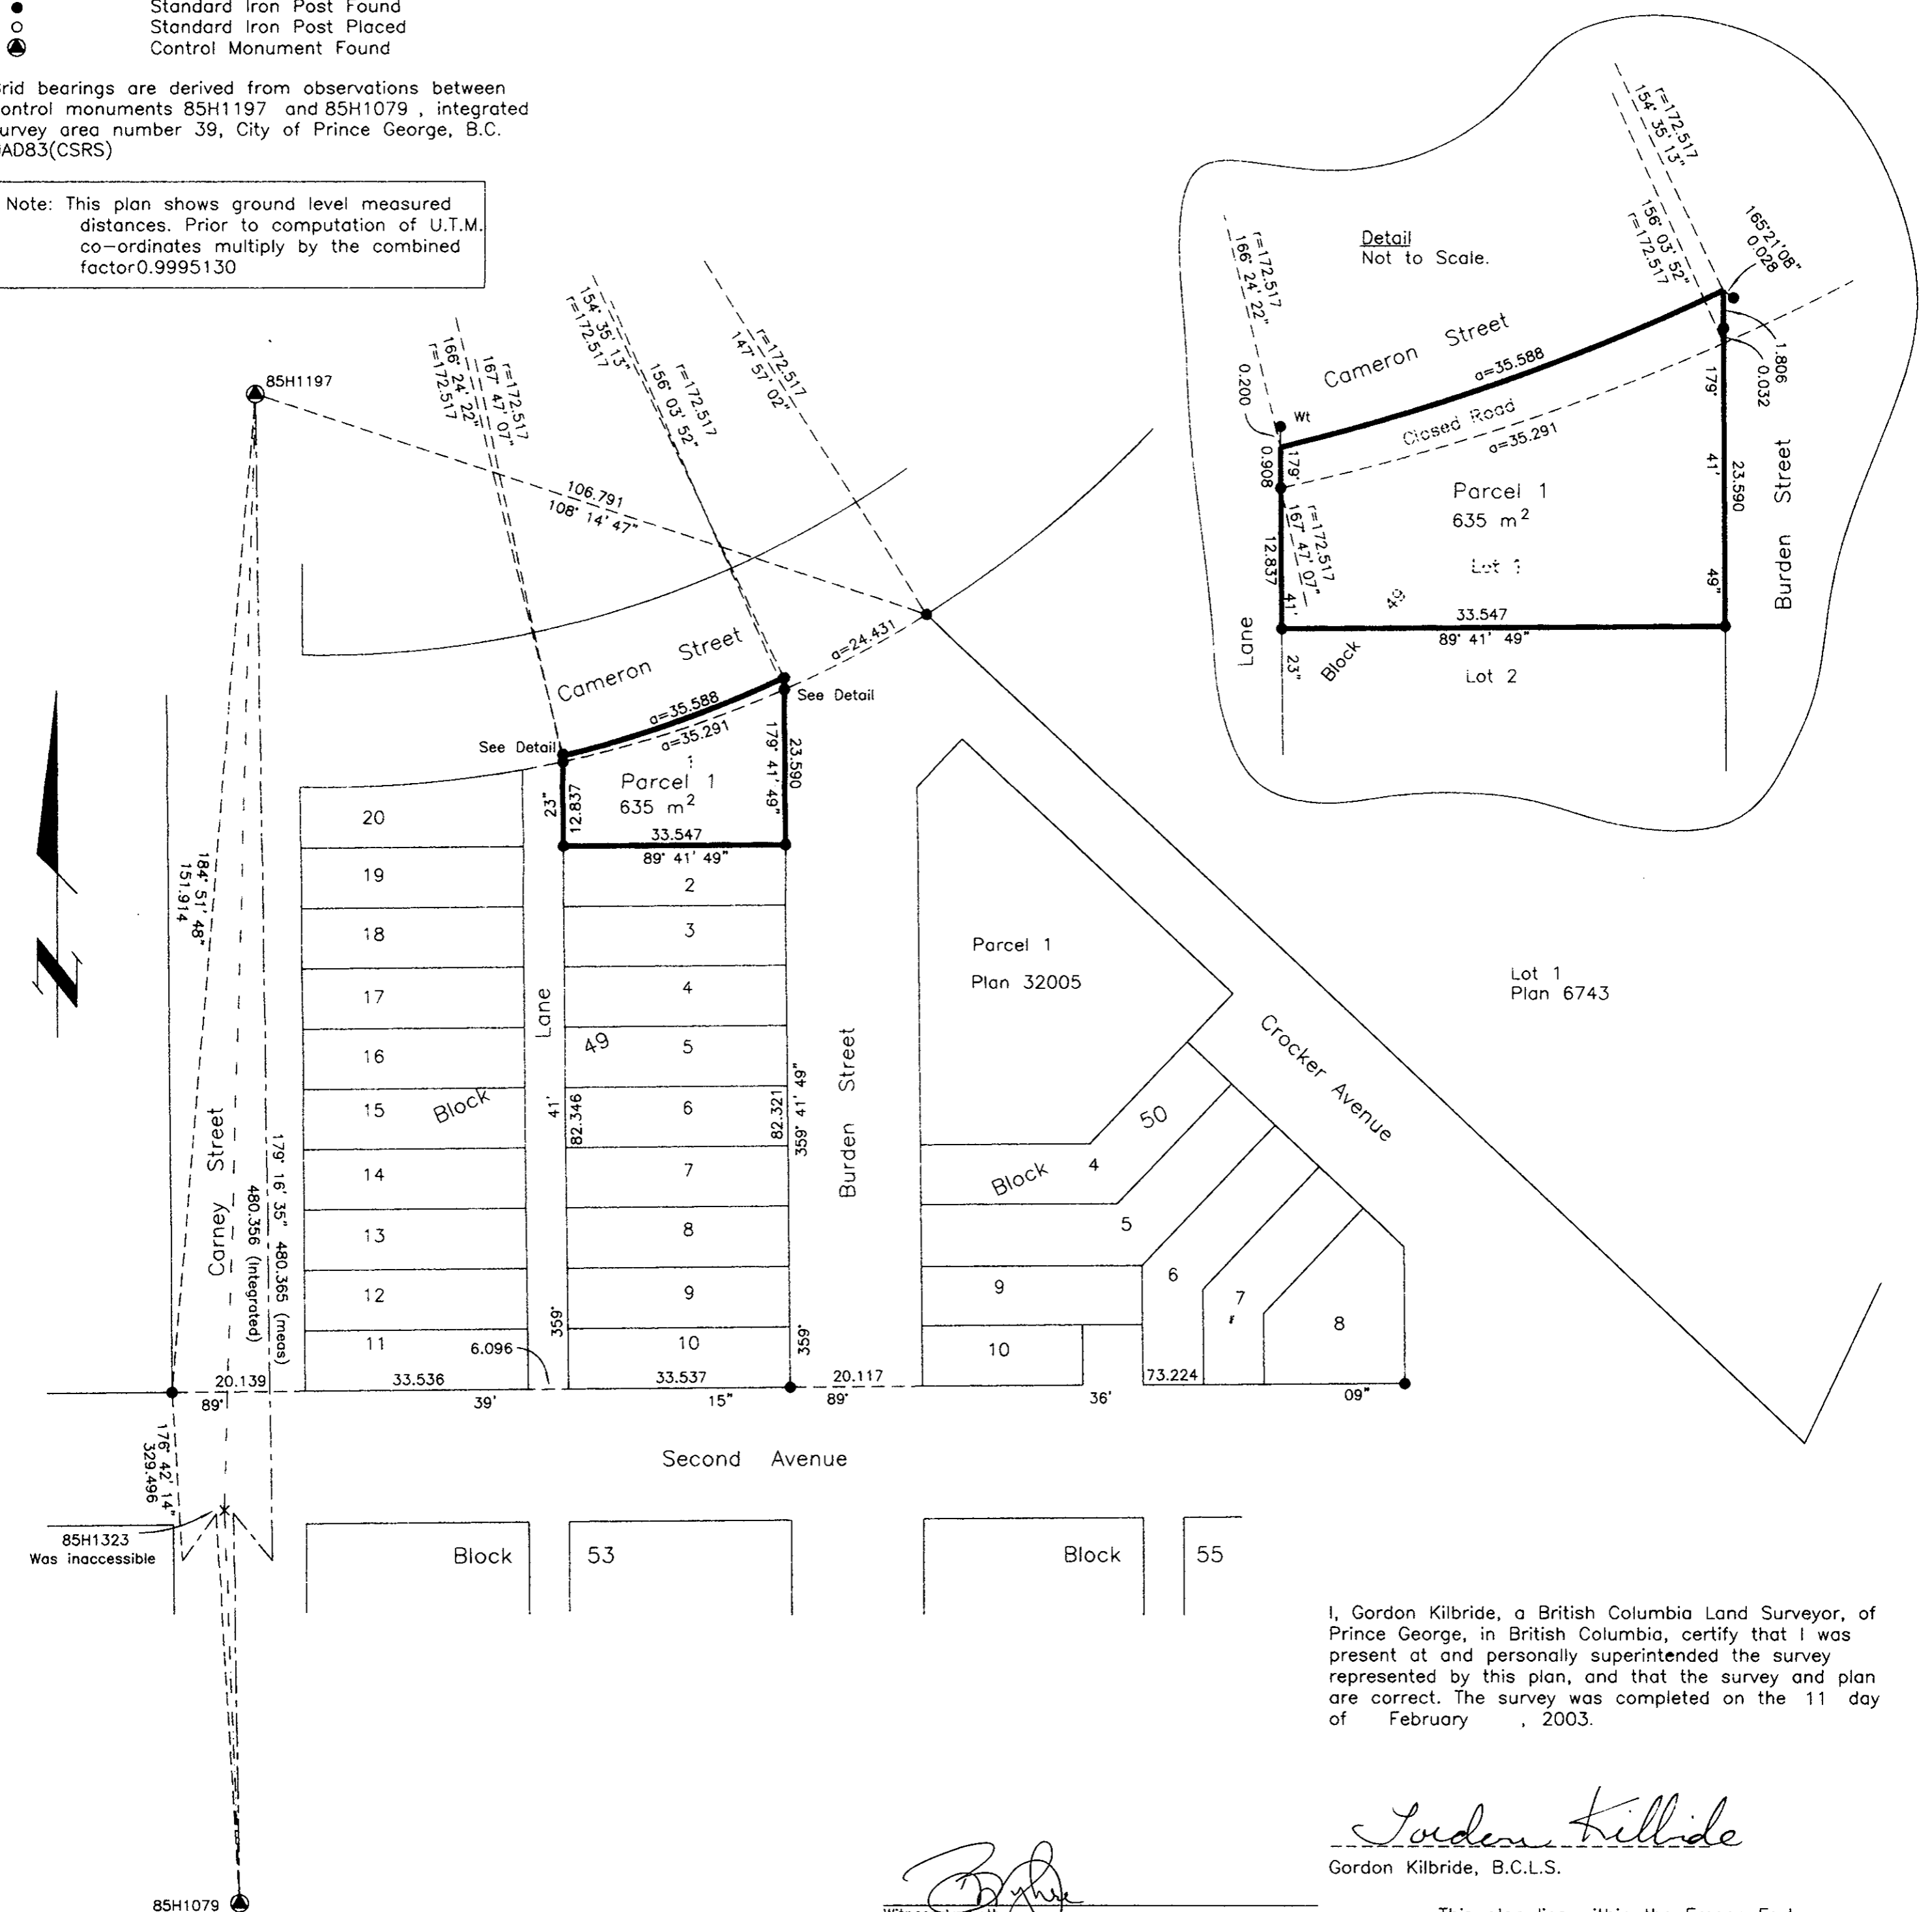 Standard Iron Post Found
Standard Iron Post Placed
Control Monument Found
rid bearings are derived from observations between
ontrol monuments 85H1197 and 85H1079 , integrated
urvey area number 39, City of Prince George, B.C.
AD83(CSRS)
Note: This plan shows ground level measured
distances. Prior to computation of U.T.M.
co-ordinates multiply by the combined
factor0.9995130
Detail
Not to Scale.
r=172.517
154° 35' 13"
156° 03' 52"
r=172.517
165°21'08"
0.028
r=172.517
166° 24' 22"
0.200
Wt
Cameron Street
a=35.588
Closed Road
a=35.291
1.806
0.032
179°
41'
49"
23.590
Burden Street
0.908
179°
12.837
r=172.517
167° 47' 07"
41'
23"
Parcel 1
635 m²
Lot 1
49
Block
33.547
89° 41' 49"
Lane
Lot 2
85H1197
166° 24' 22"
r=172.517
r=172.517
167° 47' 07"
154° 35' 13"
r=172.517
r=172.517
156° 03' 52"
r=172.517
147° 57' 02"
106.791
108° 14' 47"
Cameron Street
a=24.431
a=35.588
a=35.291
See Detail
See Detail
1
Parcel 1
635 m²
23"
12.837
179° 41' 49"
23.590
33.547
89° 41' 49"
184° 51' 48"
151.914
20
19
18
17
16
15
14
13
12
11
2
3
4
5
6
7
8
9
10
Lane
49
Block
41'
82.346
359°
82.321
359° 41' 49"
359°
Burden Street
Carney Street
179° 16' 35" 480.365 (meas)
480.356 (Integrated)
Parcel 1
Plan 32005
Lot 1
Plan 6743
Crocker Avenue
50
Block
4
5
6
7
8
9
10
6.096
20.139
33.536
33.537
20.117
73.224
89°
39'
15"
89°
36'
09"
N
176° 42' 14"
329.496
Second Avenue
85H1323
Was inaccessible
Block 53
Block 55
I, Gordon Kilbride, a British Columbia Land Surveyor, of
Prince George, in British Columbia, certify that I was
present at and personally superintended the survey
represented by this plan, and that the survey and plan
are correct. The survey was completed on the 11 day
of February , 2003.
Gordon Kilbride
Gordon Kilbride, B.C.L.S.
85H1079